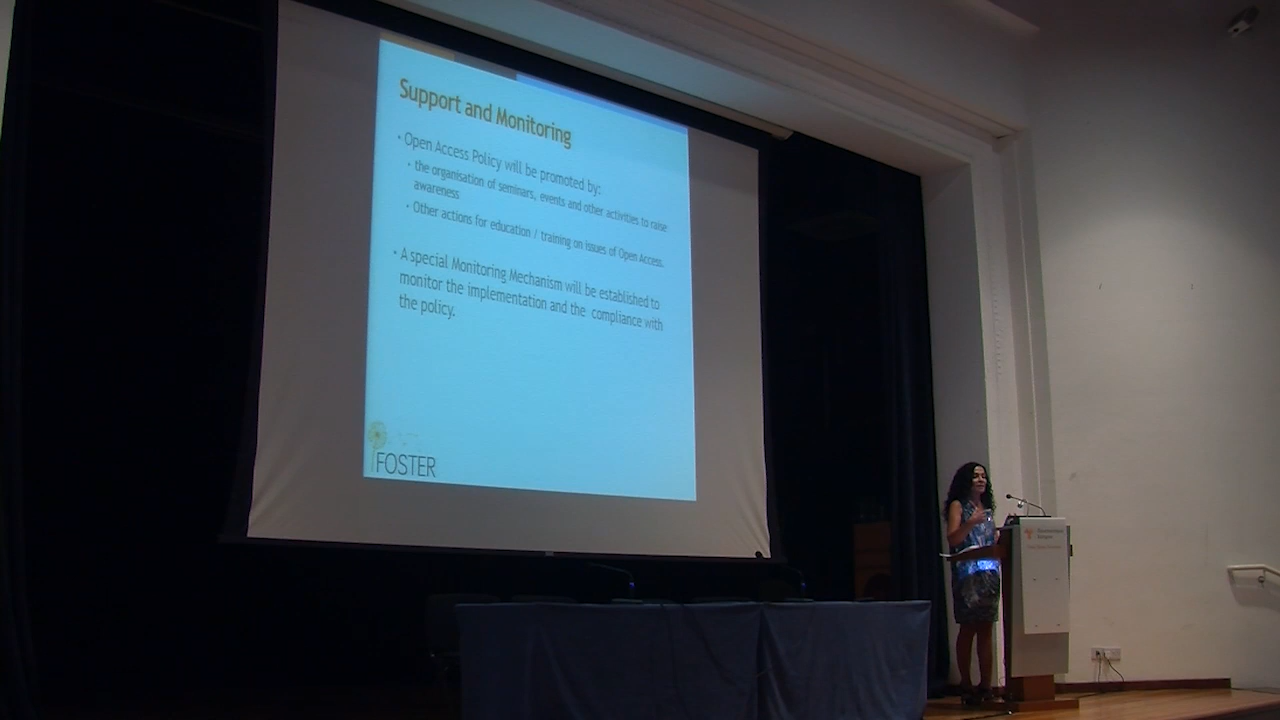 Support and Monitoring
• Open Access Policy will be promoted by:
• the organisation of seminars, events and other activities to raise
awareness
• Other actions for education / training on issues of Open Access.
• A special Monitoring Mechanism will be established to
monitor the implementation and the compliance with
the policy.
FOSTER